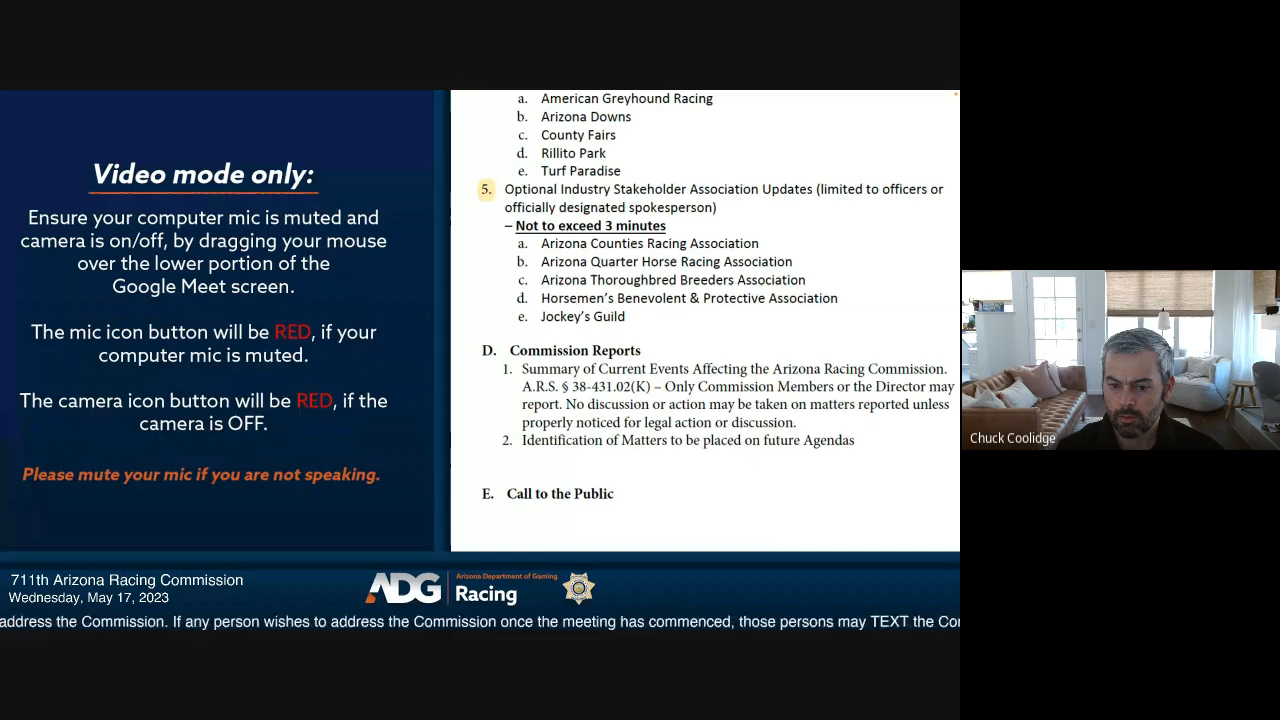 Video mode only:
Ensure your computer mic is muted and
camera is on/off, by dragging your mouse
over the lower portion of the
Google Meet screen.
The mic icon button will be RED, if your
computer mic is muted.
The camera icon button will be RED, if the
camera is OFF.
Please mute your mic if you are not speaking.
a. American Greyhound Racing
b. Arizona Downs
c. County Fairs
d. Rillito Park
e. Turf Paradise
5. Optional Industry Stakeholder Association Updates (limited to officers or
officially designated spokesperson)
– Not to exceed 3 minutes
a. Arizona Counties Racing Association
b. Arizona Quarter Horse Racing Association
c. Arizona Thoroughbred Breeders Association
d. Horsemen’s Benevolent & Protective Association
e. Jockey’s Guild
D. Commission Reports
1. Summary of Current Events Affecting the Arizona Racing Commission.
A.R.S. § 38-431.02(K) – Only Commission Members or the Director may
report. No discussion or action may be taken on matters reported unless
properly noticed for legal action or discussion.
2. Identification of Matters to be placed on future Agendas
E. Call to the Public
Chuck Coolidge
711th Arizona Racing Commission
Wednesday, May 17, 2023
ADG
Arizona Department of Gaming
Racing
address the Commission. If any person wishes to address the Commission once the meeting has commenced, those persons may TEXT the Co